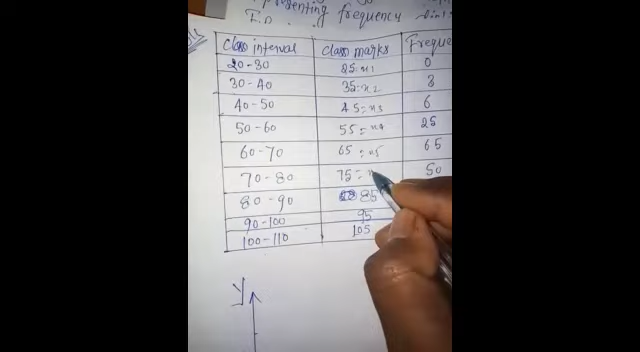 presenting frequency
Class interval Class marks Freque
20-30 25=x1 0
30-40 35=x2 3
40-50 45=x3 6
50-60 55=x4 25
60-70 65=x5 65
70-80 75= 50
80-90 85
90-100 95
100-110 105
y